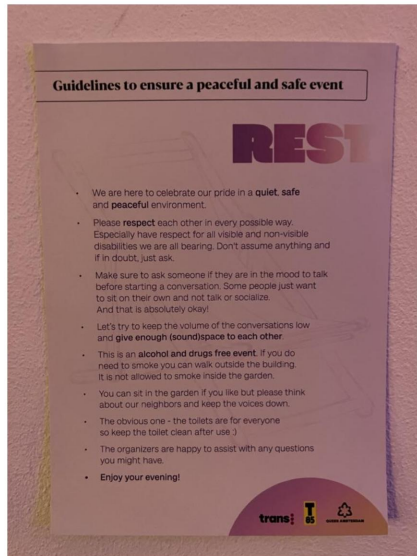 Guidelines to ensure a peaceful and safe event
REST
• We are here to celebrate our pride in a quiet, safe
and peaceful environment.
• Please respect each other in every possible way.
Especially have respect for all visible and non-visible
disabilities we are all bearing. Don't assume anything and
if in doubt, just ask.
• Make sure to ask someone if they are in the mood to talk
before starting a conversation. Some people just want
to sit on their own and not talk or socialize.
And that is absolutely okay!
• Let's try to keep the volume of the conversations low
and give enough (sound)space to each other.
• This is an alcohol and drugs free event. If you do
need to smoke you can walk outside the building.
It is not allowed to smoke inside the garden.
• You can sit in the garden if you like but please think
about our neighbors and keep the voices down.
• The obvious one - the toilets are for everyone
so keep the toilet clean after use :)
• The organizers are happy to assist with any questions
you might have.
• Enjoy your evening!
trans
T
85